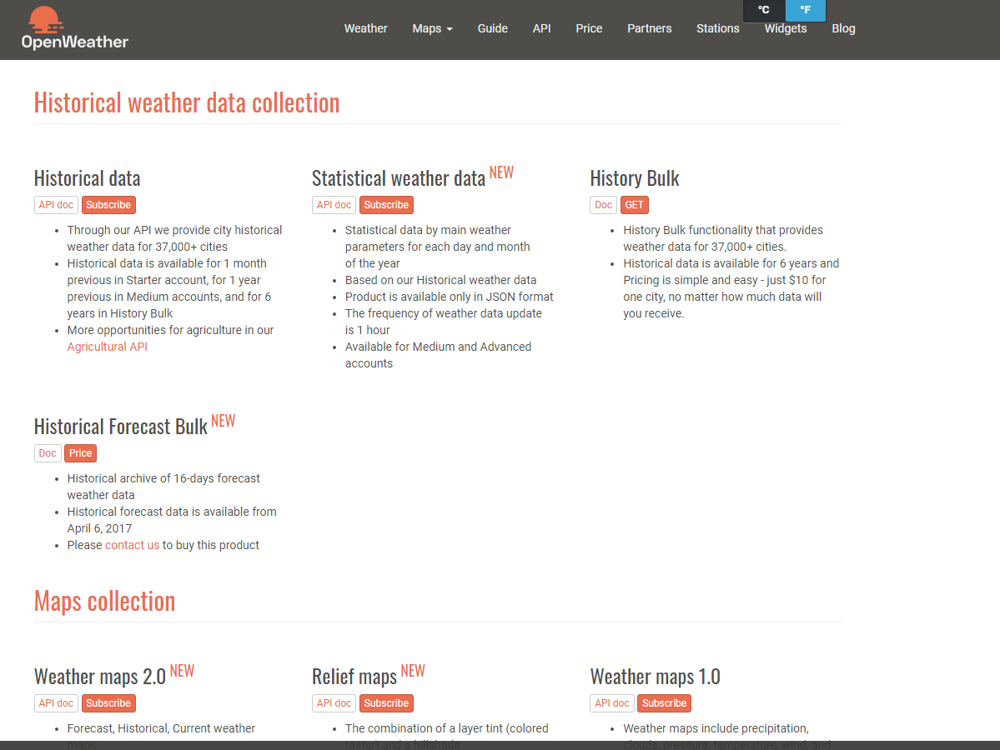 OpenWeather
Weather Maps Guide API Price Partners Stations Widgets Blog
°C °F
Historical weather data collection
Historical data
API doc Subscribe
Through our API we provide city historical
weather data for 37,000+ cities
Historical data is available for 1 month
previous in Starter account, for 1 year
previous in Medium accounts, and for 6
years in History Bulk
More opportunities for agriculture in our
Agricultural API
Statistical weather data NEW
API doc Subscribe
Statistical data by main weather
parameters for each day and month
of the year
Based on our Historical weather data
Product is available only in JSON format
The frequency of weather data update
is 1 hour
Available for Medium and Advanced
accounts
History Bulk
Doc GET
History Bulk functionality that provides
weather data for 37,000+ cities.
Historical data is available for 6 years and
Pricing is simple and easy - just $10 for
one city, no matter how much data will
you receive.
Historical Forecast Bulk NEW
Doc Price
Historical archive of 16-days forecast
weather data
Historical forecast data is available from
April 6, 2017
Please contact us to buy this product
Maps collection
Weather maps 2.0 NEW
API doc Subscribe
Forecast, Historical, Current weather
maps
Relief maps NEW
API doc Subscribe
The combination of a layer tint (colored
raster) and a hillshade
Weather maps 1.0
API doc Subscribe
Weather maps include precipitation,
clouds, pressure, temperature, wind, and